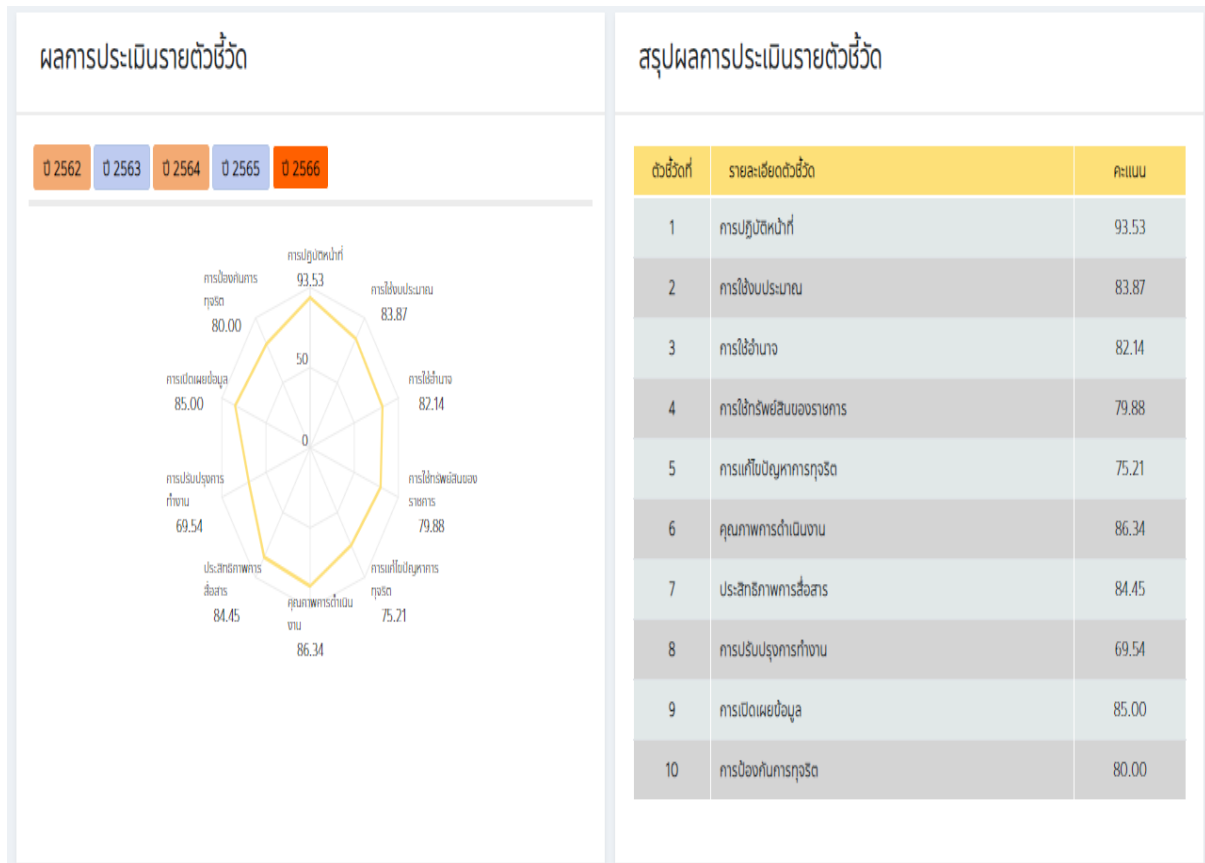 ผลการประเมินรายตัวชี้วัด
ปี 2562 ปี 2563 ปี 2564 ปี 2565 ปี 2566
การปฏิบัติหน้าที่
93.53
การใช้งบประมาณ
83.87
การใช้อำนาจ
82.14
การใช้ทรัพย์สินของ
ราชการ
79.88
การแก้ไขปัญหาการ
ทุจริต
75.21
คุณภาพการดำเนิน
งาน
86.34
ประสิทธิภาพการ
สื่อสาร
84.45
การปรับปรุงการ
ทำงาน
69.54
การเปิดเผยข้อมูล
85.00
การป้องกันการ
ทุจริต
80.00
50
0
สรุปผลการประเมินรายตัวชี้วัด
ตัวชี้วัดที่ รายละเอียดตัวชี้วัด คะแนน
1 การปฏิบัติหน้าที่ 93.53
2 การใช้งบประมาณ 83.87
3 การใช้อำนาจ 82.14
4 การใช้ทรัพย์สินของราชการ 79.88
5 การแก้ไขปัญหาการทุจริต 75.21
6 คุณภาพการดำเนินงาน 86.34
7 ประสิทธิภาพการสื่อสาร 84.45
8 การปรับปรุงการทำงาน 69.54
9 การเปิดเผยข้อมูล 85.00
10 การป้องกันการทุจริต 80.00